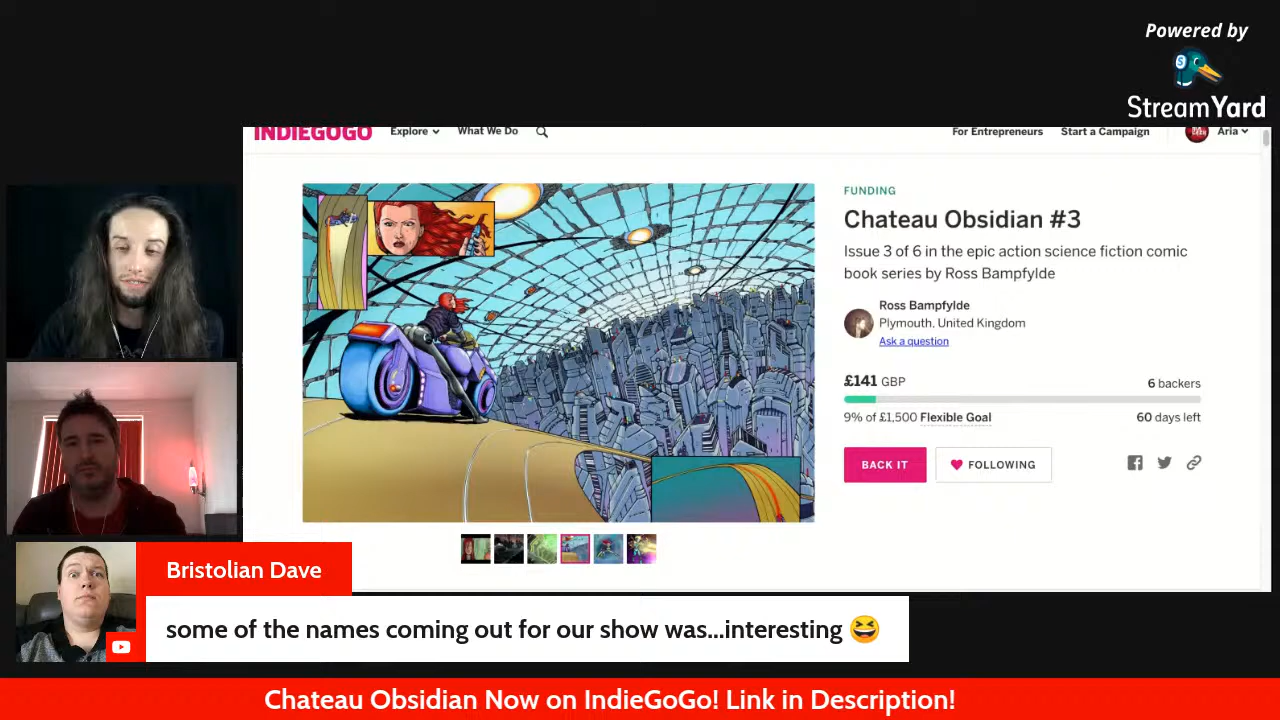 Powered by
StreamYard
INDIEGOGO
Explore
What We Do
For Entrepreneurs
Start a Campaign
Aria
FUNDING
Chateau Obsidian #3
Issue 3 of 6 in the epic action science fiction comic
book series by Ross Bampfylde
Ross Bampfylde
Plymouth, United Kingdom
Ask a question
£141 GBP
6 backers
9% of £1,500 Flexible Goal
60 days left
BACK IT
FOLLOWING
Bristolian Dave
some of the names coming out for our show was...interesting 😆
Chateau Obsidian Now on IndieGoGo! Link in Description!